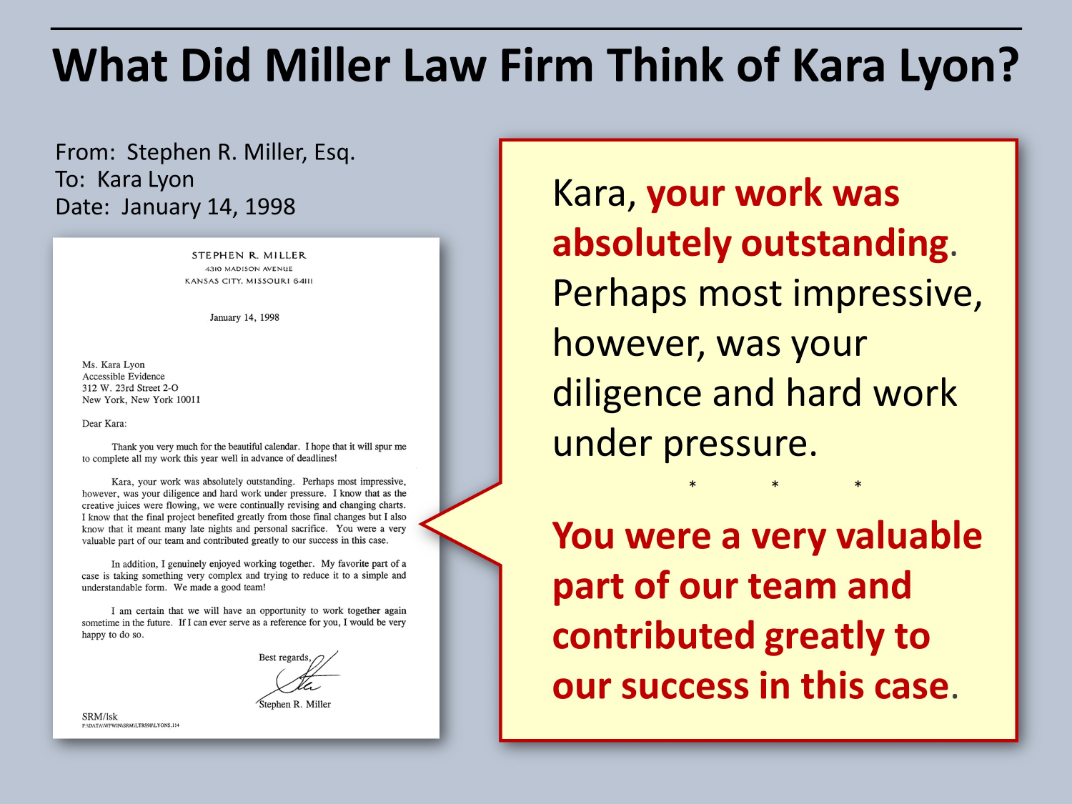 What Did Miller Law Firm Think of Kara Lyon?
From: Stephen R. Miller, Esq.
To: Kara Lyon
Date: January 14, 1998
STEPHEN R. MILLER
4310 MADISON AVENUE
KANSAS CITY, MISSOURI 64111
January 14, 1998
Ms. Kara Lyon
Accessible Evidence
312 W. 23rd Street 2-O
New York, New York 10011
Dear Kara:
Thank you very much for the beautiful calendar. I hope that it will spur me
to complete all my work this year well in advance of deadlines!
Kara, your work was absolutely outstanding. Perhaps most impressive,
however, was your diligence and hard work under pressure. I know that as the
creative juices were flowing, we were continually revising and changing charts.
I know that the final project benefited greatly from those final changes but I also
know that it meant many late nights and personal sacrifice. You were a very
valuable part of our team and contributed greatly to our success in this case.
In addition, I genuinely enjoyed working together. My favorite part of a
case is taking something very complex and trying to reduce it to a simple and
understandable form. We made a good team!
I am certain that we will have an opportunity to work together again
sometime in the future. If I can ever serve as a reference for you, I would be very
happy to do so.
Best regards,
Stephen R. Miller
SRM/lsk
Kara, your work was
absolutely outstanding.
Perhaps most impressive,
however, was your
diligence and hard work
under pressure.
* * *
You were a very valuable
part of our team and
contributed greatly to
our success in this case.